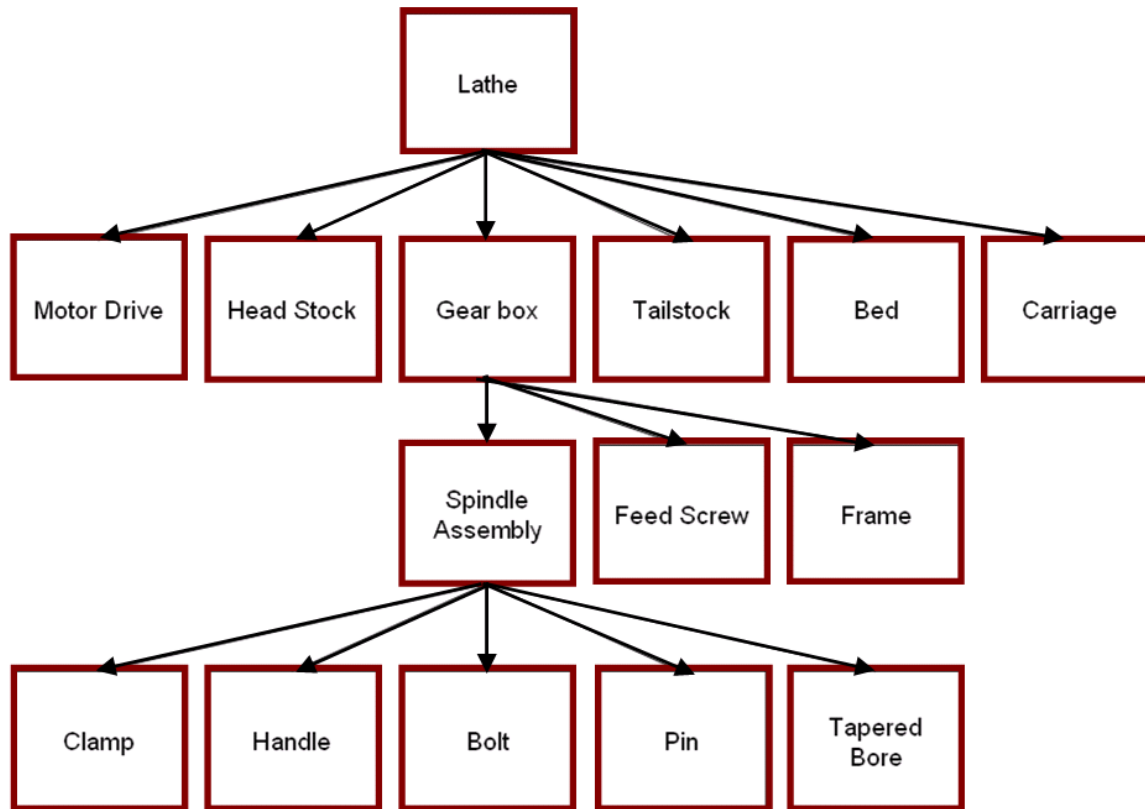 Lathe
Motor Drive
Head Stock
Gear box
Tailstock
Bed
Carriage
Spindle
Assembly
Feed Screw
Frame
Clamp
Handle
Bolt
Pin
Tapered
Bore